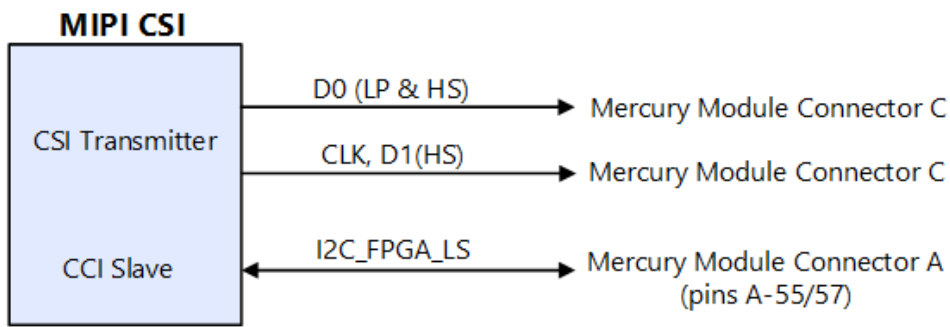 MIPI CSI
D0 (LP & HS)
Mercury Module Connector C
CSI Transmitter
CLK, D1(HS)
Mercury Module Connector C
I2C_FPGA_LS
CCI Slave
Mercury Module Connector A
(pins A-55/57)